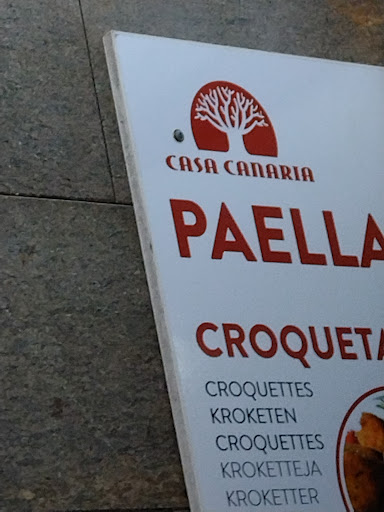 CASA CANARIA
PAELLA
CROQUETA
CROQUETTES
KROKETEN
CROQUETTES
KROKETTEJA
KROKETTER